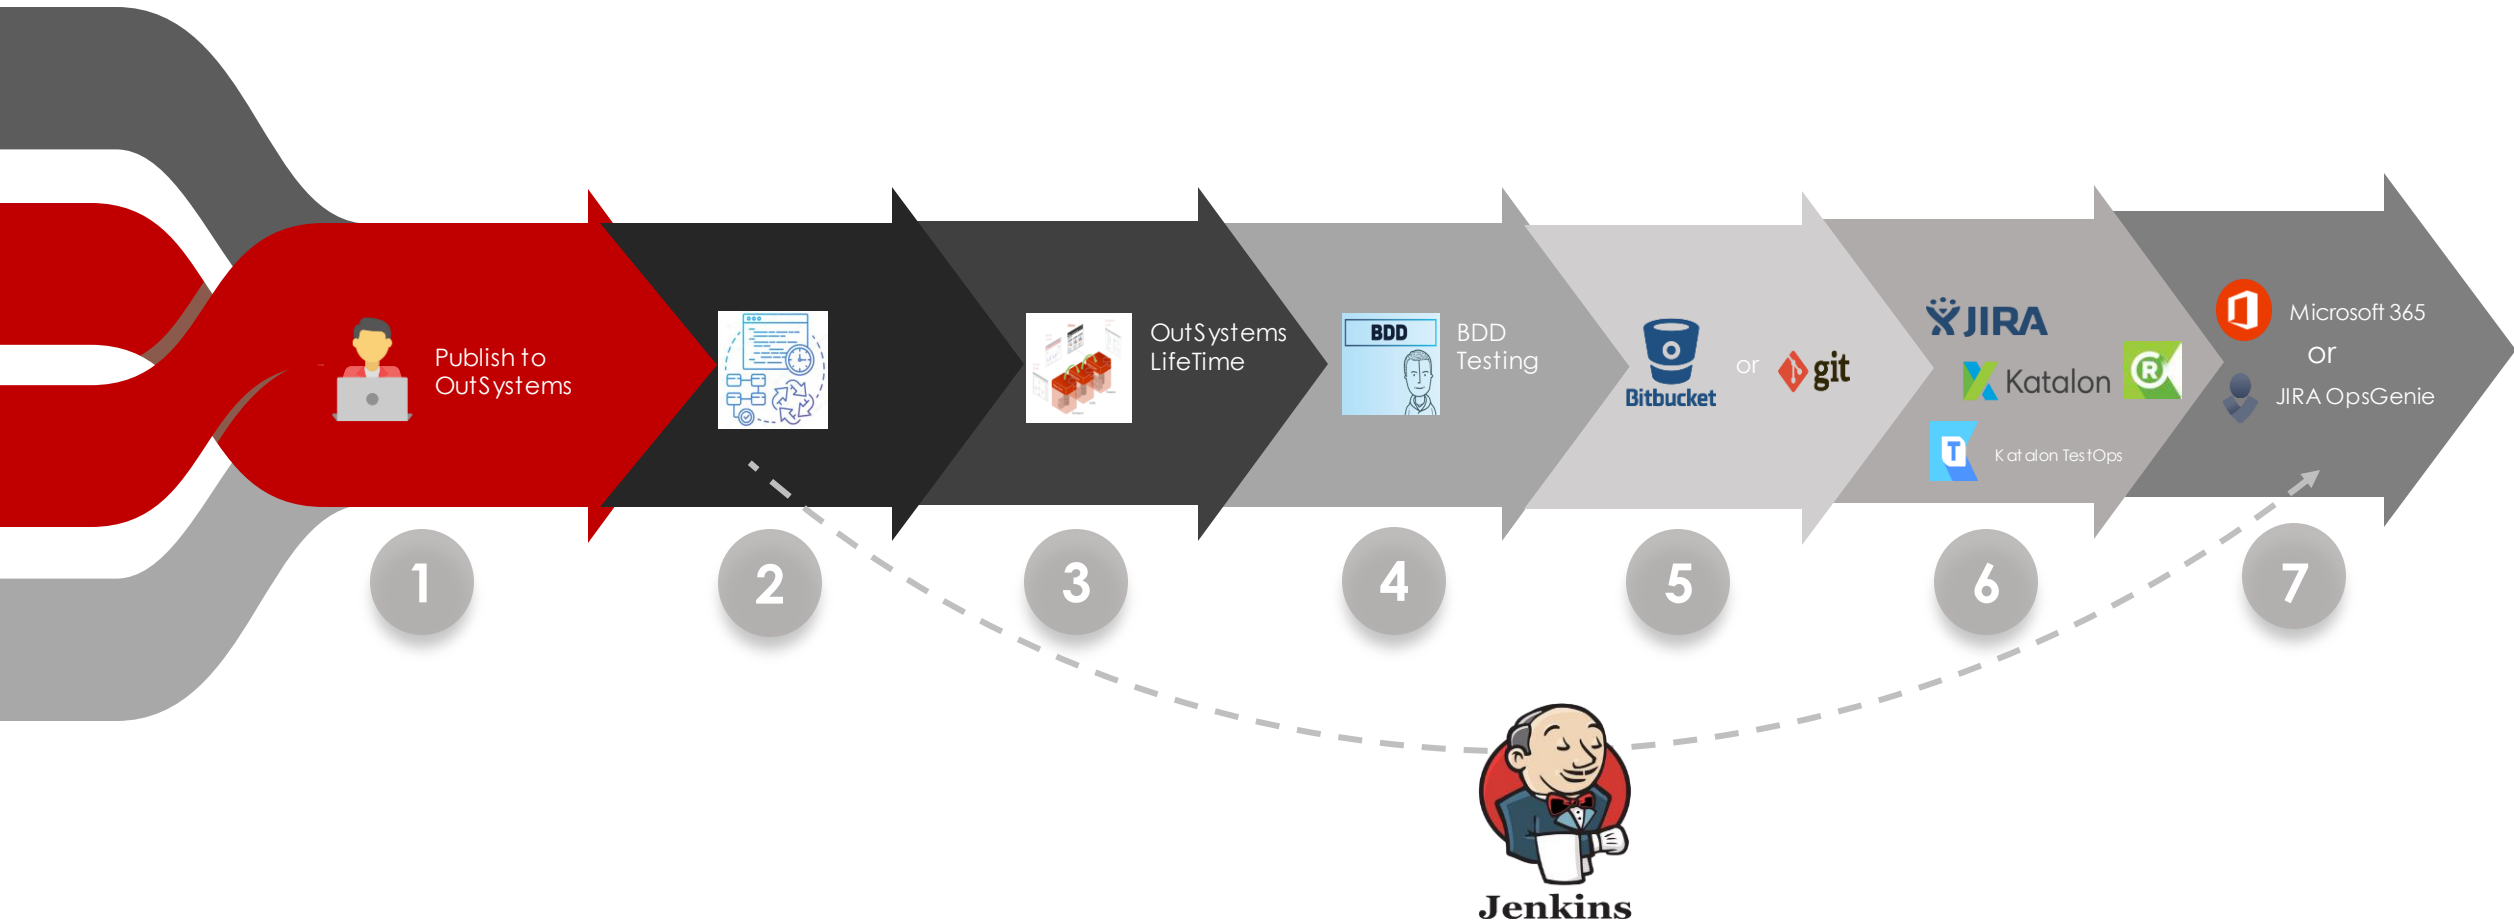 Publish to
OutSystems
OutSystems
LifeTime
BDD
BDD
Testing
Bitbucket
or
git
JIRA
Katalon
R
T
Katalon TestOps
Microsoft 365
or
JIRA OpsGenie
1
2
3
4
5
6
7
Jenkins